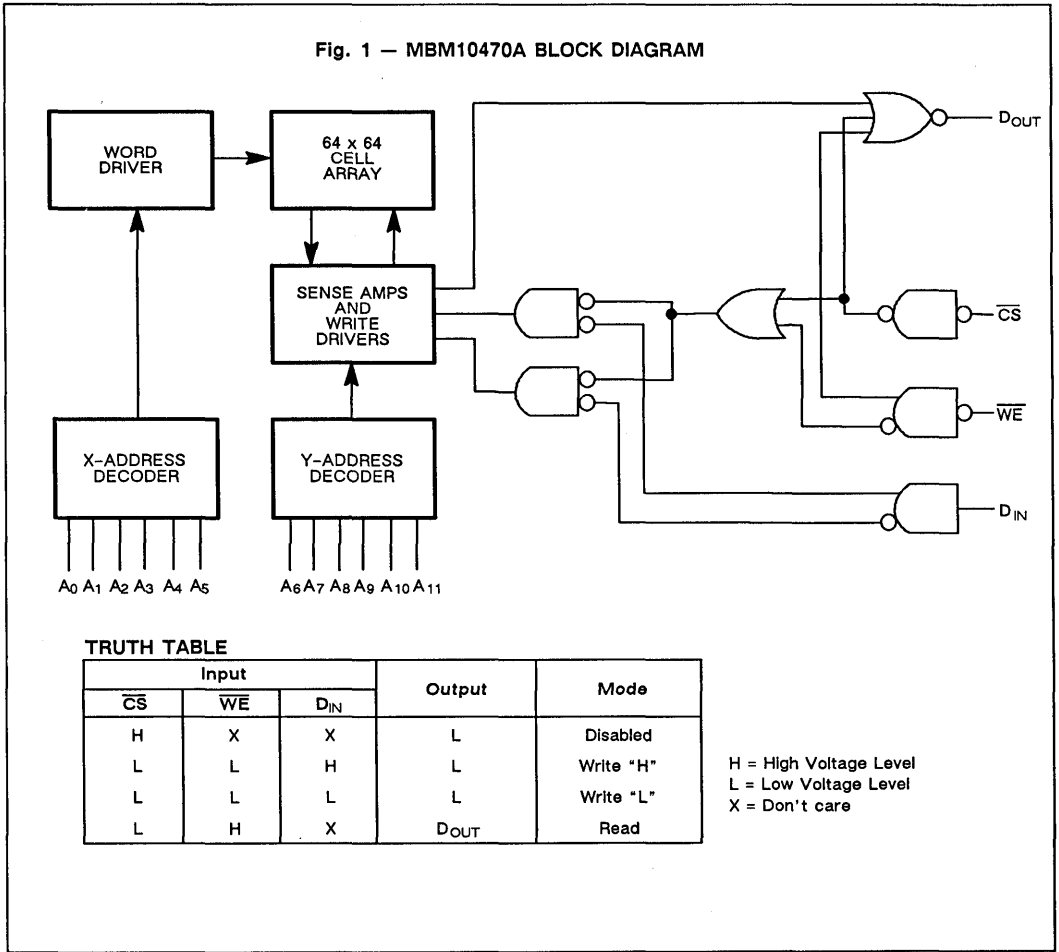 Fig. 1 — MBM10470A BLOCK DIAGRAM
WORD
DRIVER
64 x 64
CELL
ARRAY
DOUT
SENSE AMPS
AND
WRITE
DRIVERS
CS
WE
X-ADDRESS
DECODER
Y-ADDRESS
DECODER
DIN
A0 A1 A2 A3 A4 A5
A6 A7 A8 A9 A10 A11
TRUTH TABLE
Input Output Mode
CS WE DIN
H X X L Disabled
L L H L Write "H"
L L L L Write "L"
L H X DOUT Read
H = High Voltage Level
L = Low Voltage Level
X = Don't care